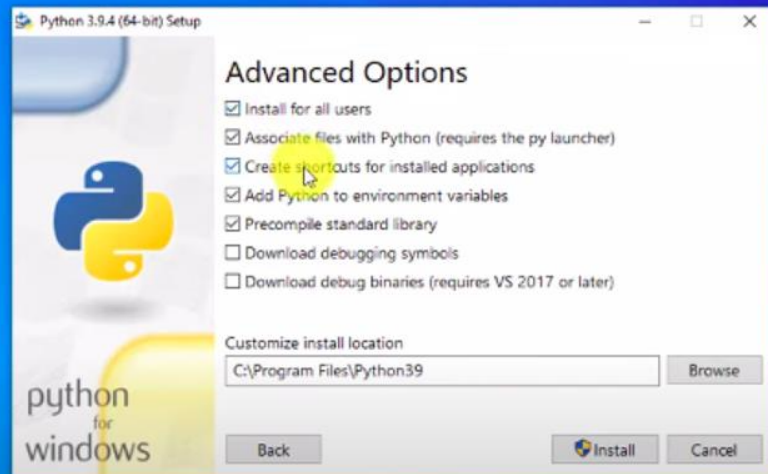 Python 3.9.4 (64-bit) Setup
Advanced Options
Install for all users
Associate files with Python (requires the py launcher)
Create shortcuts for installed applications
Add Python to environment variables
Precompile standard library
Download debugging symbols
Download debug binaries (requires VS 2017 or later)
Customize install location
C:\Program Files\Python39
Browse
python
for
windows
Back
Install
Cancel